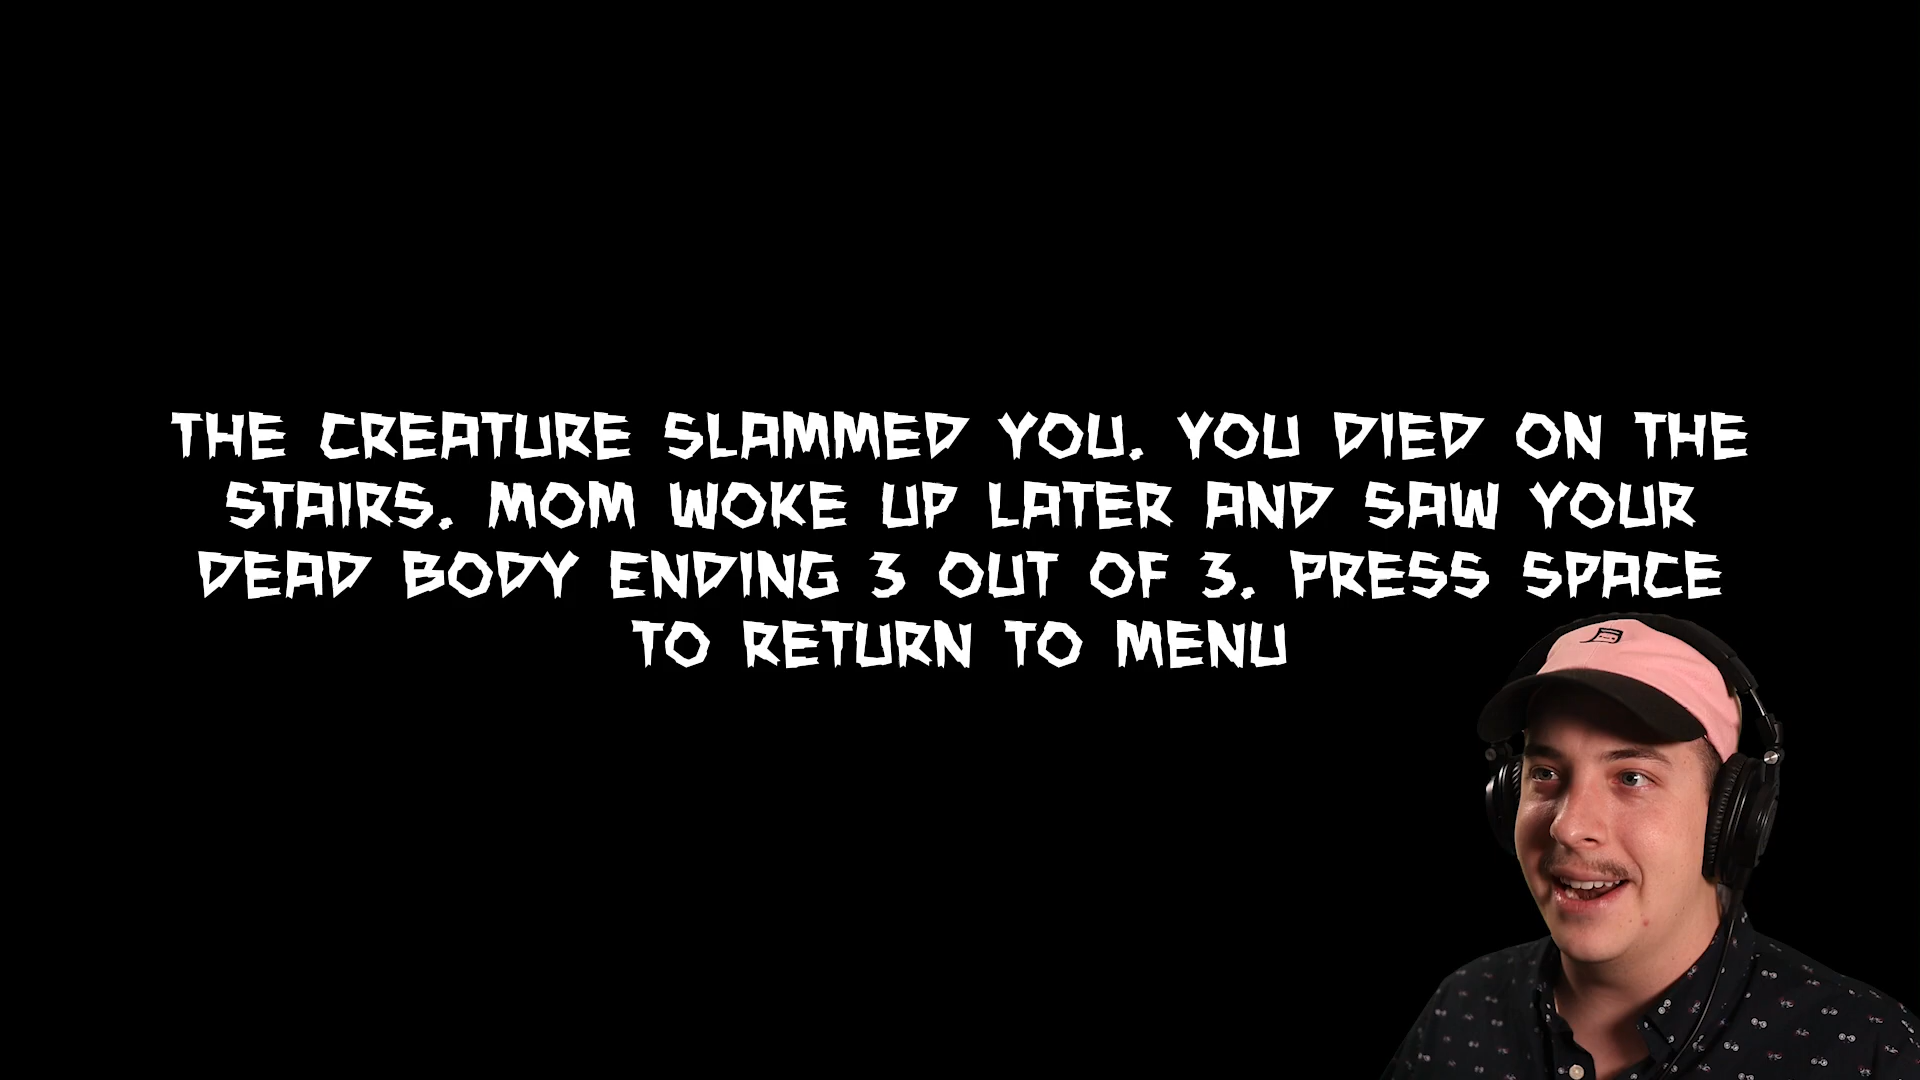 THE CREATURE SLAMMED YOU. YOU DIED ON THE
STAIRS. MOM WOKE UP LATER AND SAW YOUR
DEAD BODY ENDING 3 OUT OF 3. PRESS SPACE
TO RETURN TO MENU